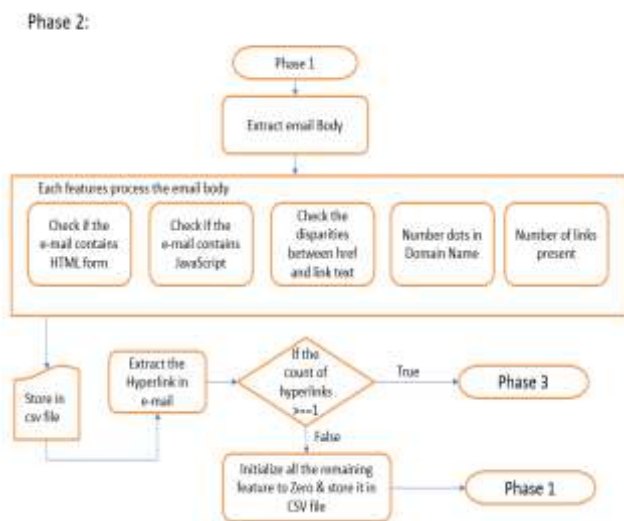 Phase 2:
Phase 1
Extract email Body
Each features process the email body
Check if the
e-mail contains
HTML form
Check if the
e-mail contains
JavaScript
Check the
disparities
between href
and link text
Number dots in
Domain Name
Number of links
present
Store in
csv file
Extract the
Hyperlink in
e-mail
If the
count of
hyperlinks
>==1
True
Phase 3
False
Initialize all the remaining
feature to Zero & store it in
CSV file
Phase 1